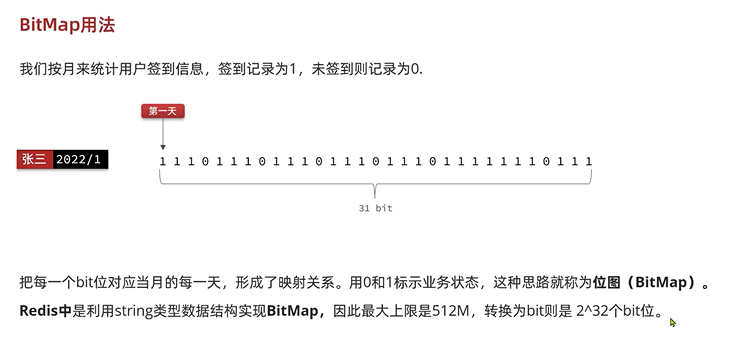 BitMap用法
我们按月来统计用户签到信息，签到记录为1，未签到则记录为0.
第一天
张三 2022/1 1 1 1 0 1 1 1 0 1 1 1 0 1 1 1 0 1 1 1 0 1 1 1 1 1 1 1 0 1 1 1
31 bit
把每一个bit位对应当月的每一天，形成了映射关系。用0和1标示业务状态，这种思路就称为位图（BitMap）。
Redis中是利用string类型数据结构实现BitMap，因此最大上限是512M，转换为bit则是 2^32个bit位。